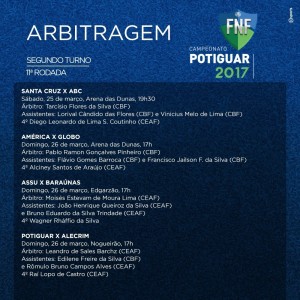 ARBITRAGEM
SEGUNDO TURNO
11ª RODADA
FNF
CAMPEONATO
POTIGUAR
2017
SANTA CRUZ X ABC
Sábado, 25 de março, Arena das Dunas, 19h30
Árbitro: Tarcísio Flores da Silva (CBF)
Assistentes: Lorival Cândido das Flores (CBF) e Vinicius Melo de Lima (CBF)
4º Diego Leonardo de Lima S. Coutinho (CEAF)
AMÉRICA X GLOBO
Domingo, 26 de março, Arena das Dunas, 17h
Árbitro: Pablo Ramon Gonçalves Pinheiro (CBF)
Assistentes: Flávio Gomes Barroca (CBF) e Francisco Jailson F. da Silva (CBF)
4º Alciney Santos de Araújo (CEAF)
ASSU X BARAÚNAS
Domingo, 26 de março, Edgarzão, 17h
Árbitro: Moisés Estevam de Moura Lima (CEAF)
Assistentes: João Henrique Queiroz da Silva (CEAF)
e Bruno Eduardo da Silva Trindade (CEAF)
4º Wagner Rháffio da Silva
POTIGUAR X ALECRIM
Domingo, 26 de março, Nogueirão, 17h
Árbitro: Leandro de Sales Barchz (CEAF)
Assistentes: Edilene Freire da Silva (CBF)
e Rômulo Bruno Campos Alves (CEAF)
4º Raí Lopo de Castro (CEAF)